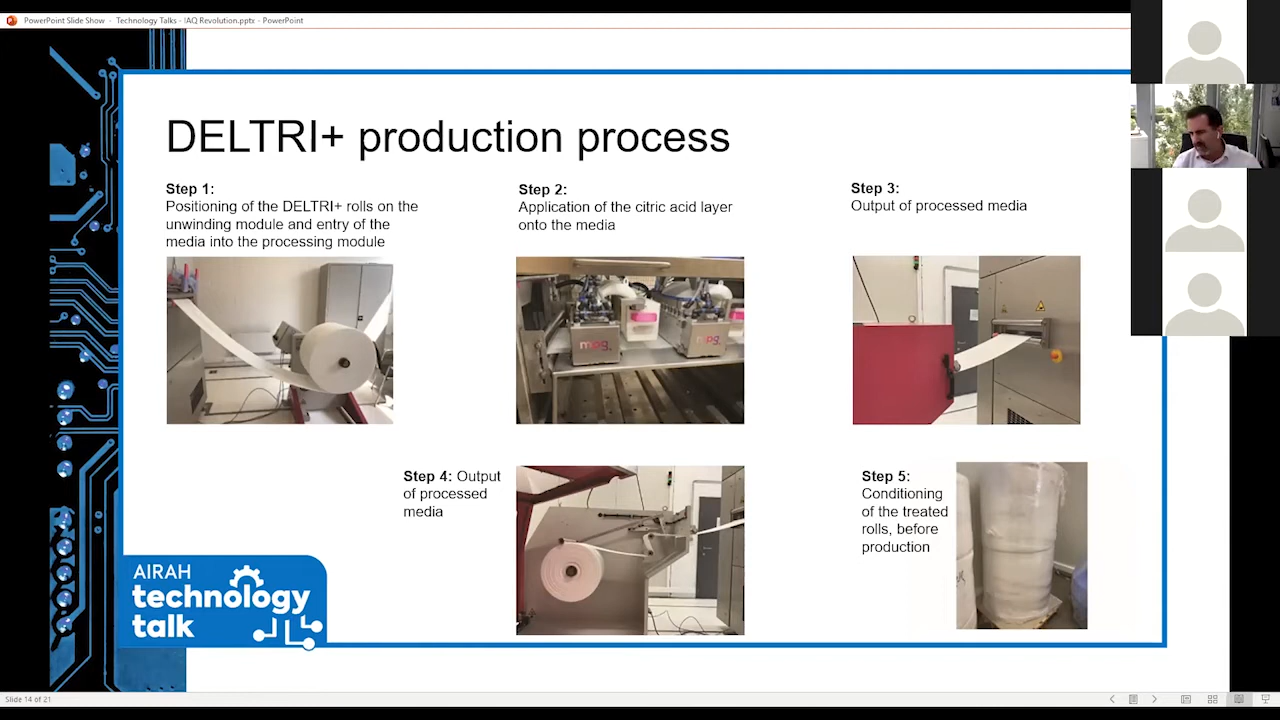 PowerPoint Slide Show - Technology Talks - IAQ Revolution.pptx - PowerPoint
DELTRI+ production process
Step 1:
Positioning of the DELTRI+ rolls on the
unwinding module and entry of the
media into the processing module
Step 2:
Application of the citric acid layer
onto the media
Step 3:
Output of processed media
mpg
mpg
Step 4: Output
of processed
media
Step 5:
Conditioning
of the treated
rolls, before
production
AIRAH
technology
talk
Slide 14 of 21